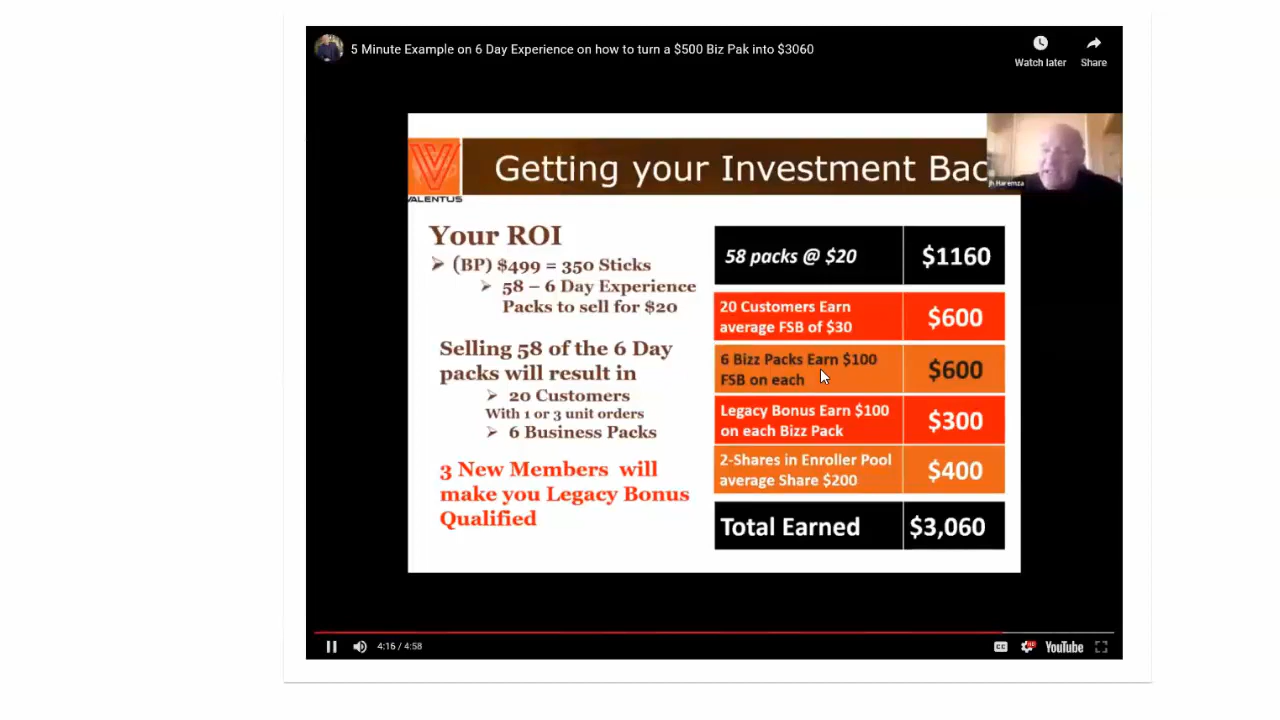 5 Minute Example on 6 Day Experience on how to turn a $500 Biz Pak into $3060
Watch later
Share
Getting your Investment Bac
VALENTUS
Haremza
Your ROI
(BP) $499 = 350 Sticks
58 – 6 Day Experience
Packs to sell for $20
Selling 58 of the 6 Day
packs will result in
20 Customers
With 1 or 3 unit orders
6 Business Packs
3 New Members will
make you Legacy Bonus
Qualified
58 packs @ $20
$1160
20 Customers Earn
average FSB of $30
$600
6 Bizz Packs Earn $100
FSB on each
$600
Legacy Bonus Earn $100
on each Bizz Pack
$300
2-Shares in Enroller Pool
average Share $200
$400
Total Earned
$3,060
4:16 / 4:58
CC
YouTube